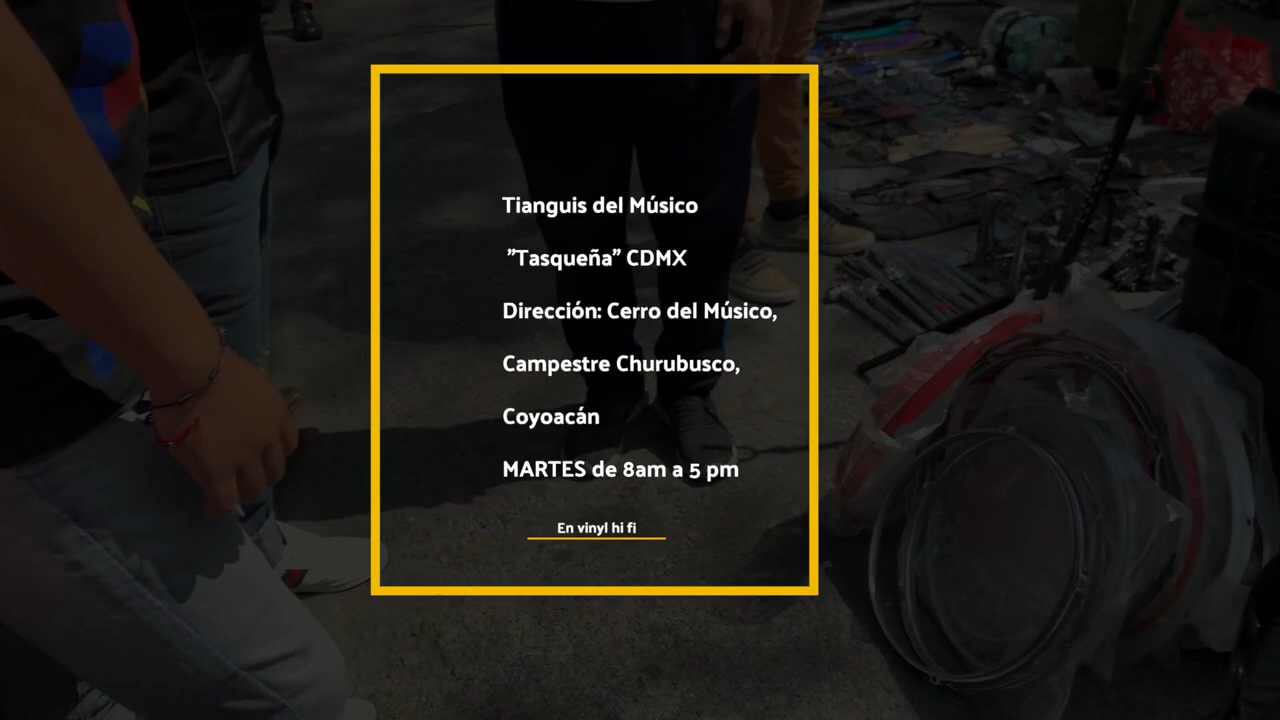 Tianguis del Músico
”Tasqueña” CDMX
Dirección: Cerro del Músico,
Campestre Churubusco,
Coyoacán
MARTES de 8am a 5 pm
En vinyl hi fi